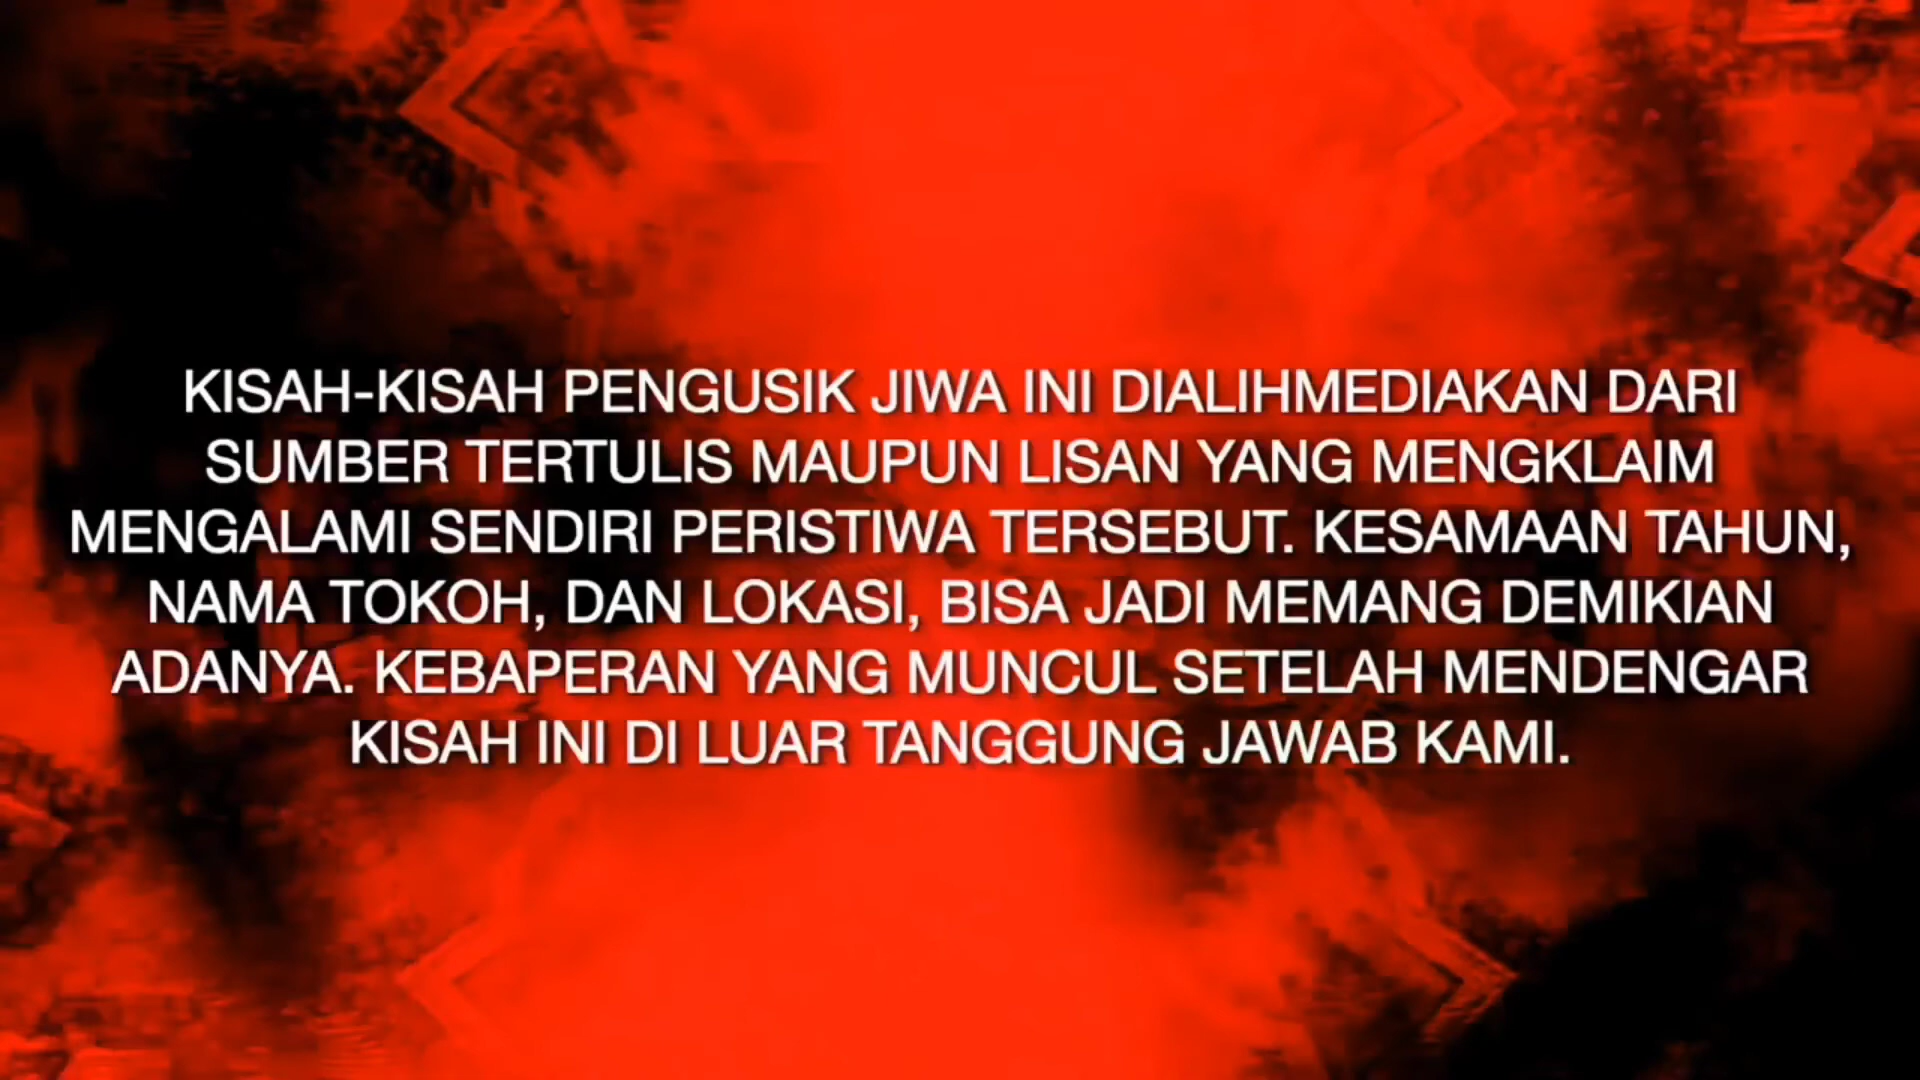 KISAH-KISAH PENGUSIK JIWA INI DIALIHMEDIAKAN DARI
SUMBER TERTULIS MAUPUN LISAN YANG MENGKLAIM
MENGALAMI SENDIRI PERISTIWA TERSEBUT. KESAMAAN TAHUN,
NAMA TOKOH, DAN LOKASI, BISA JADI MEMANG DEMIKIAN
ADANYA. KEBAPERAN YANG MUNCUL SETELAH MENDENGAR
KISAH INI DI LUAR TANGGUNG JAWAB KAMI.